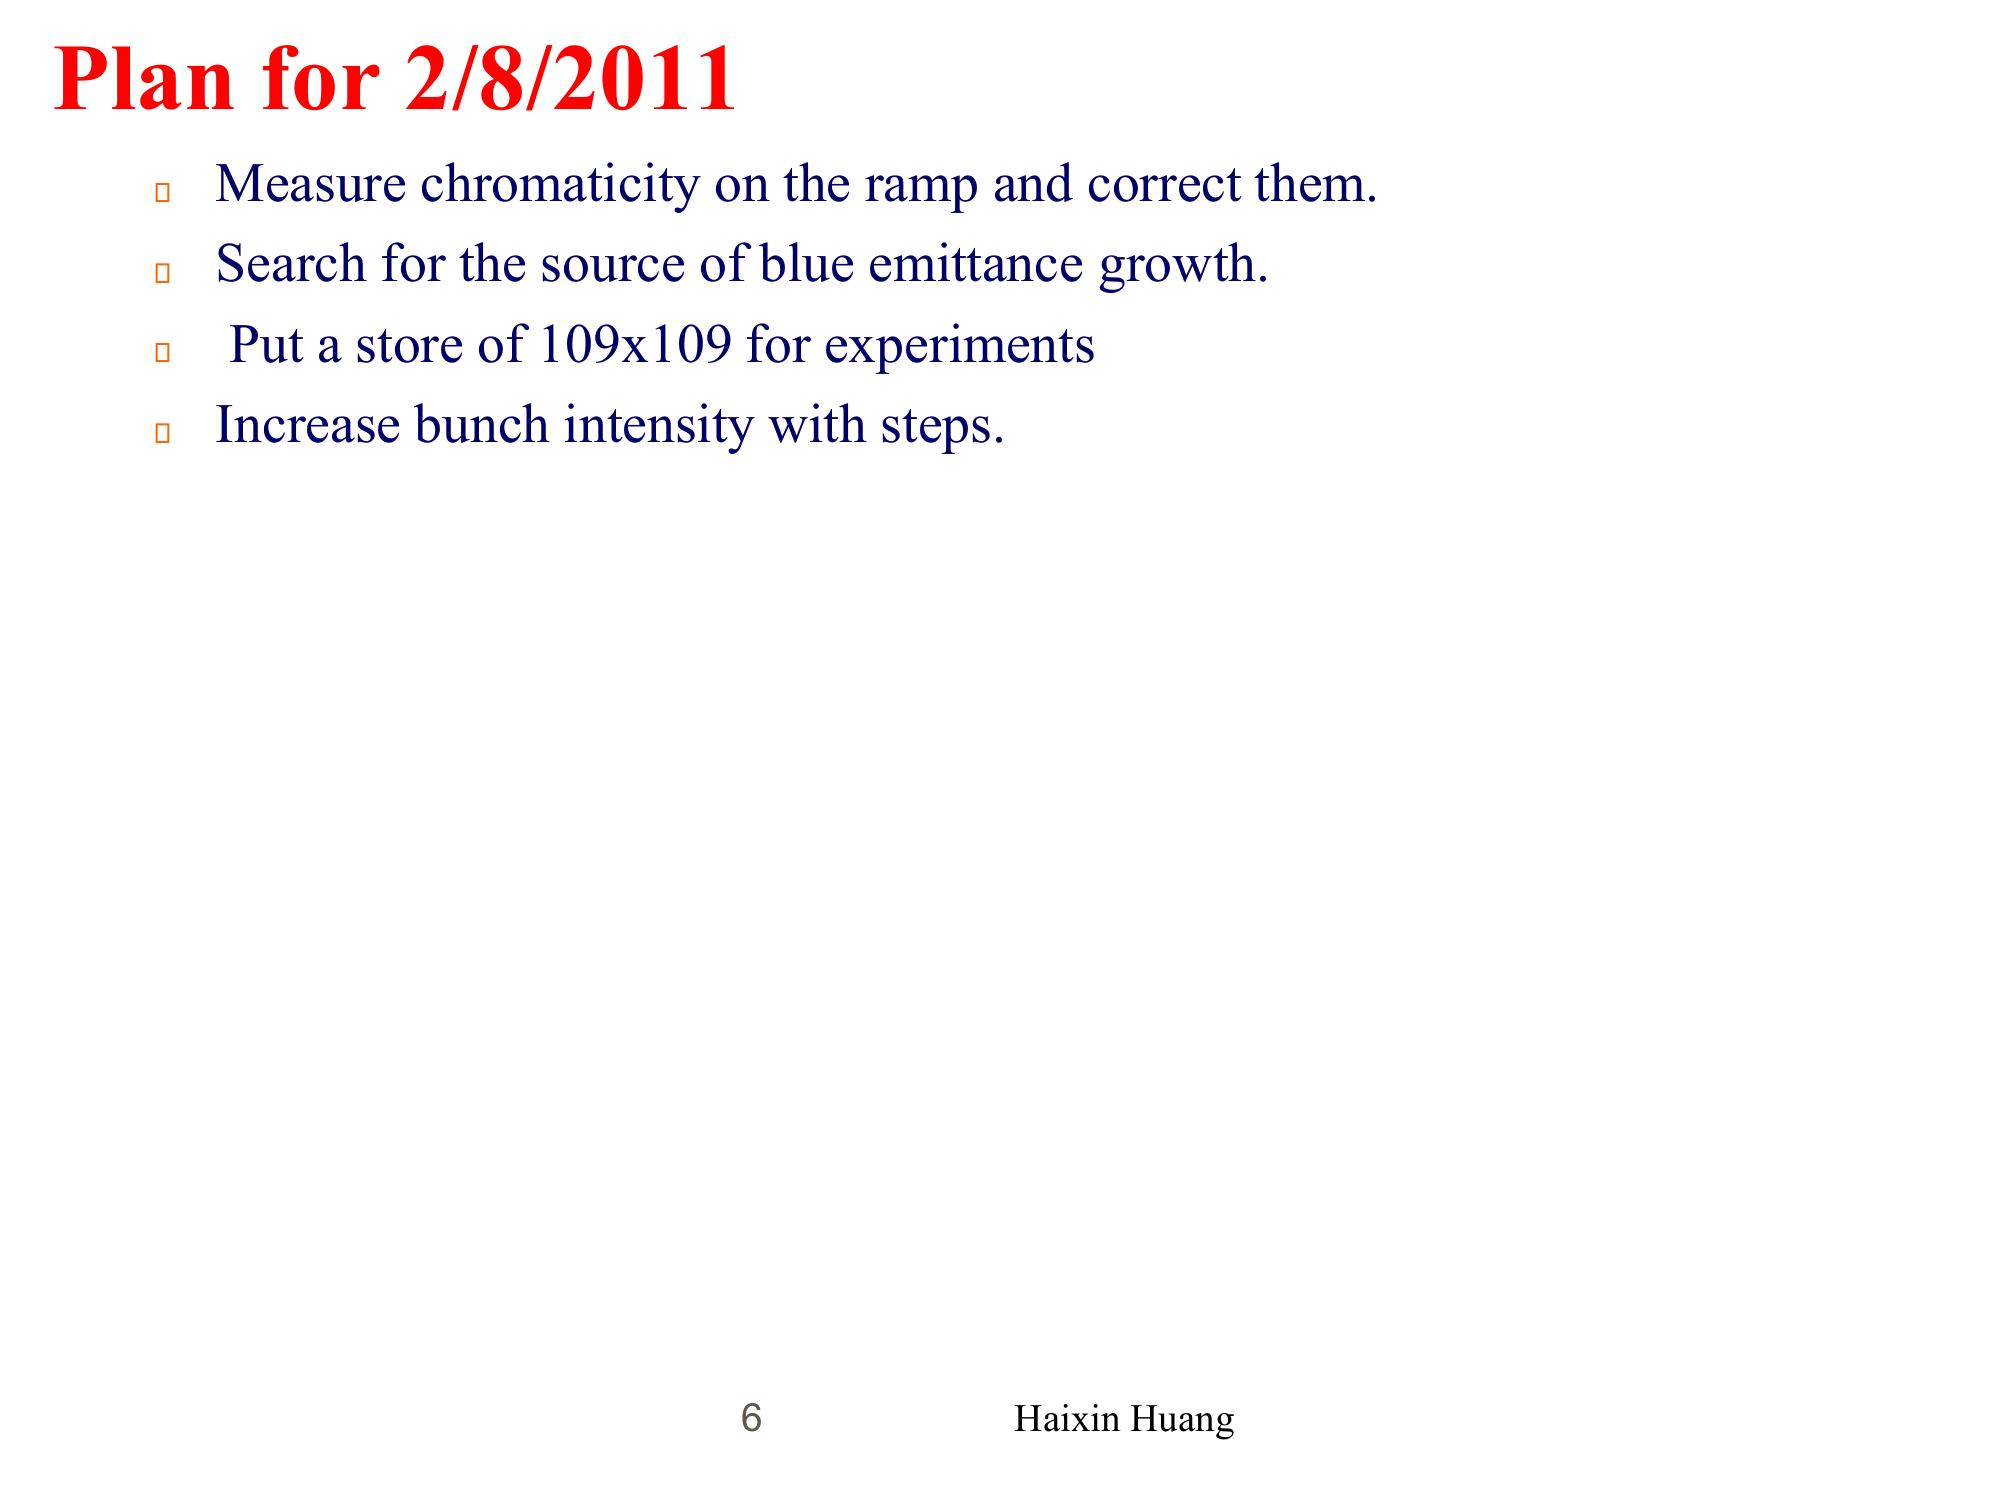 Plan for 2/8/2011
Measure chromaticity on the ramp and correct them.
Search for the source of blue emittance growth.
Put a store of 109x109 for experiments
Increase bunch intensity with steps.
6 Haixin Huang